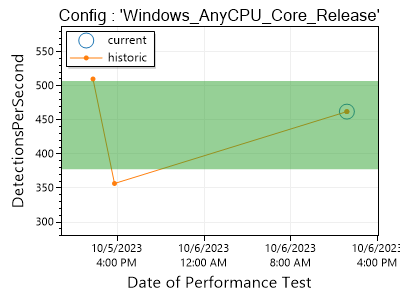 Config : 'Windows_AnyCPU_Core_Release'
current
historic
DetectionsPerSecond
550
500
450
400
350
300
10/5/2023
4:00 PM
10/6/2023
12:00 AM
10/6/2023
8:00 AM
10/6/2023
4:00 PM
Date of Performance Test